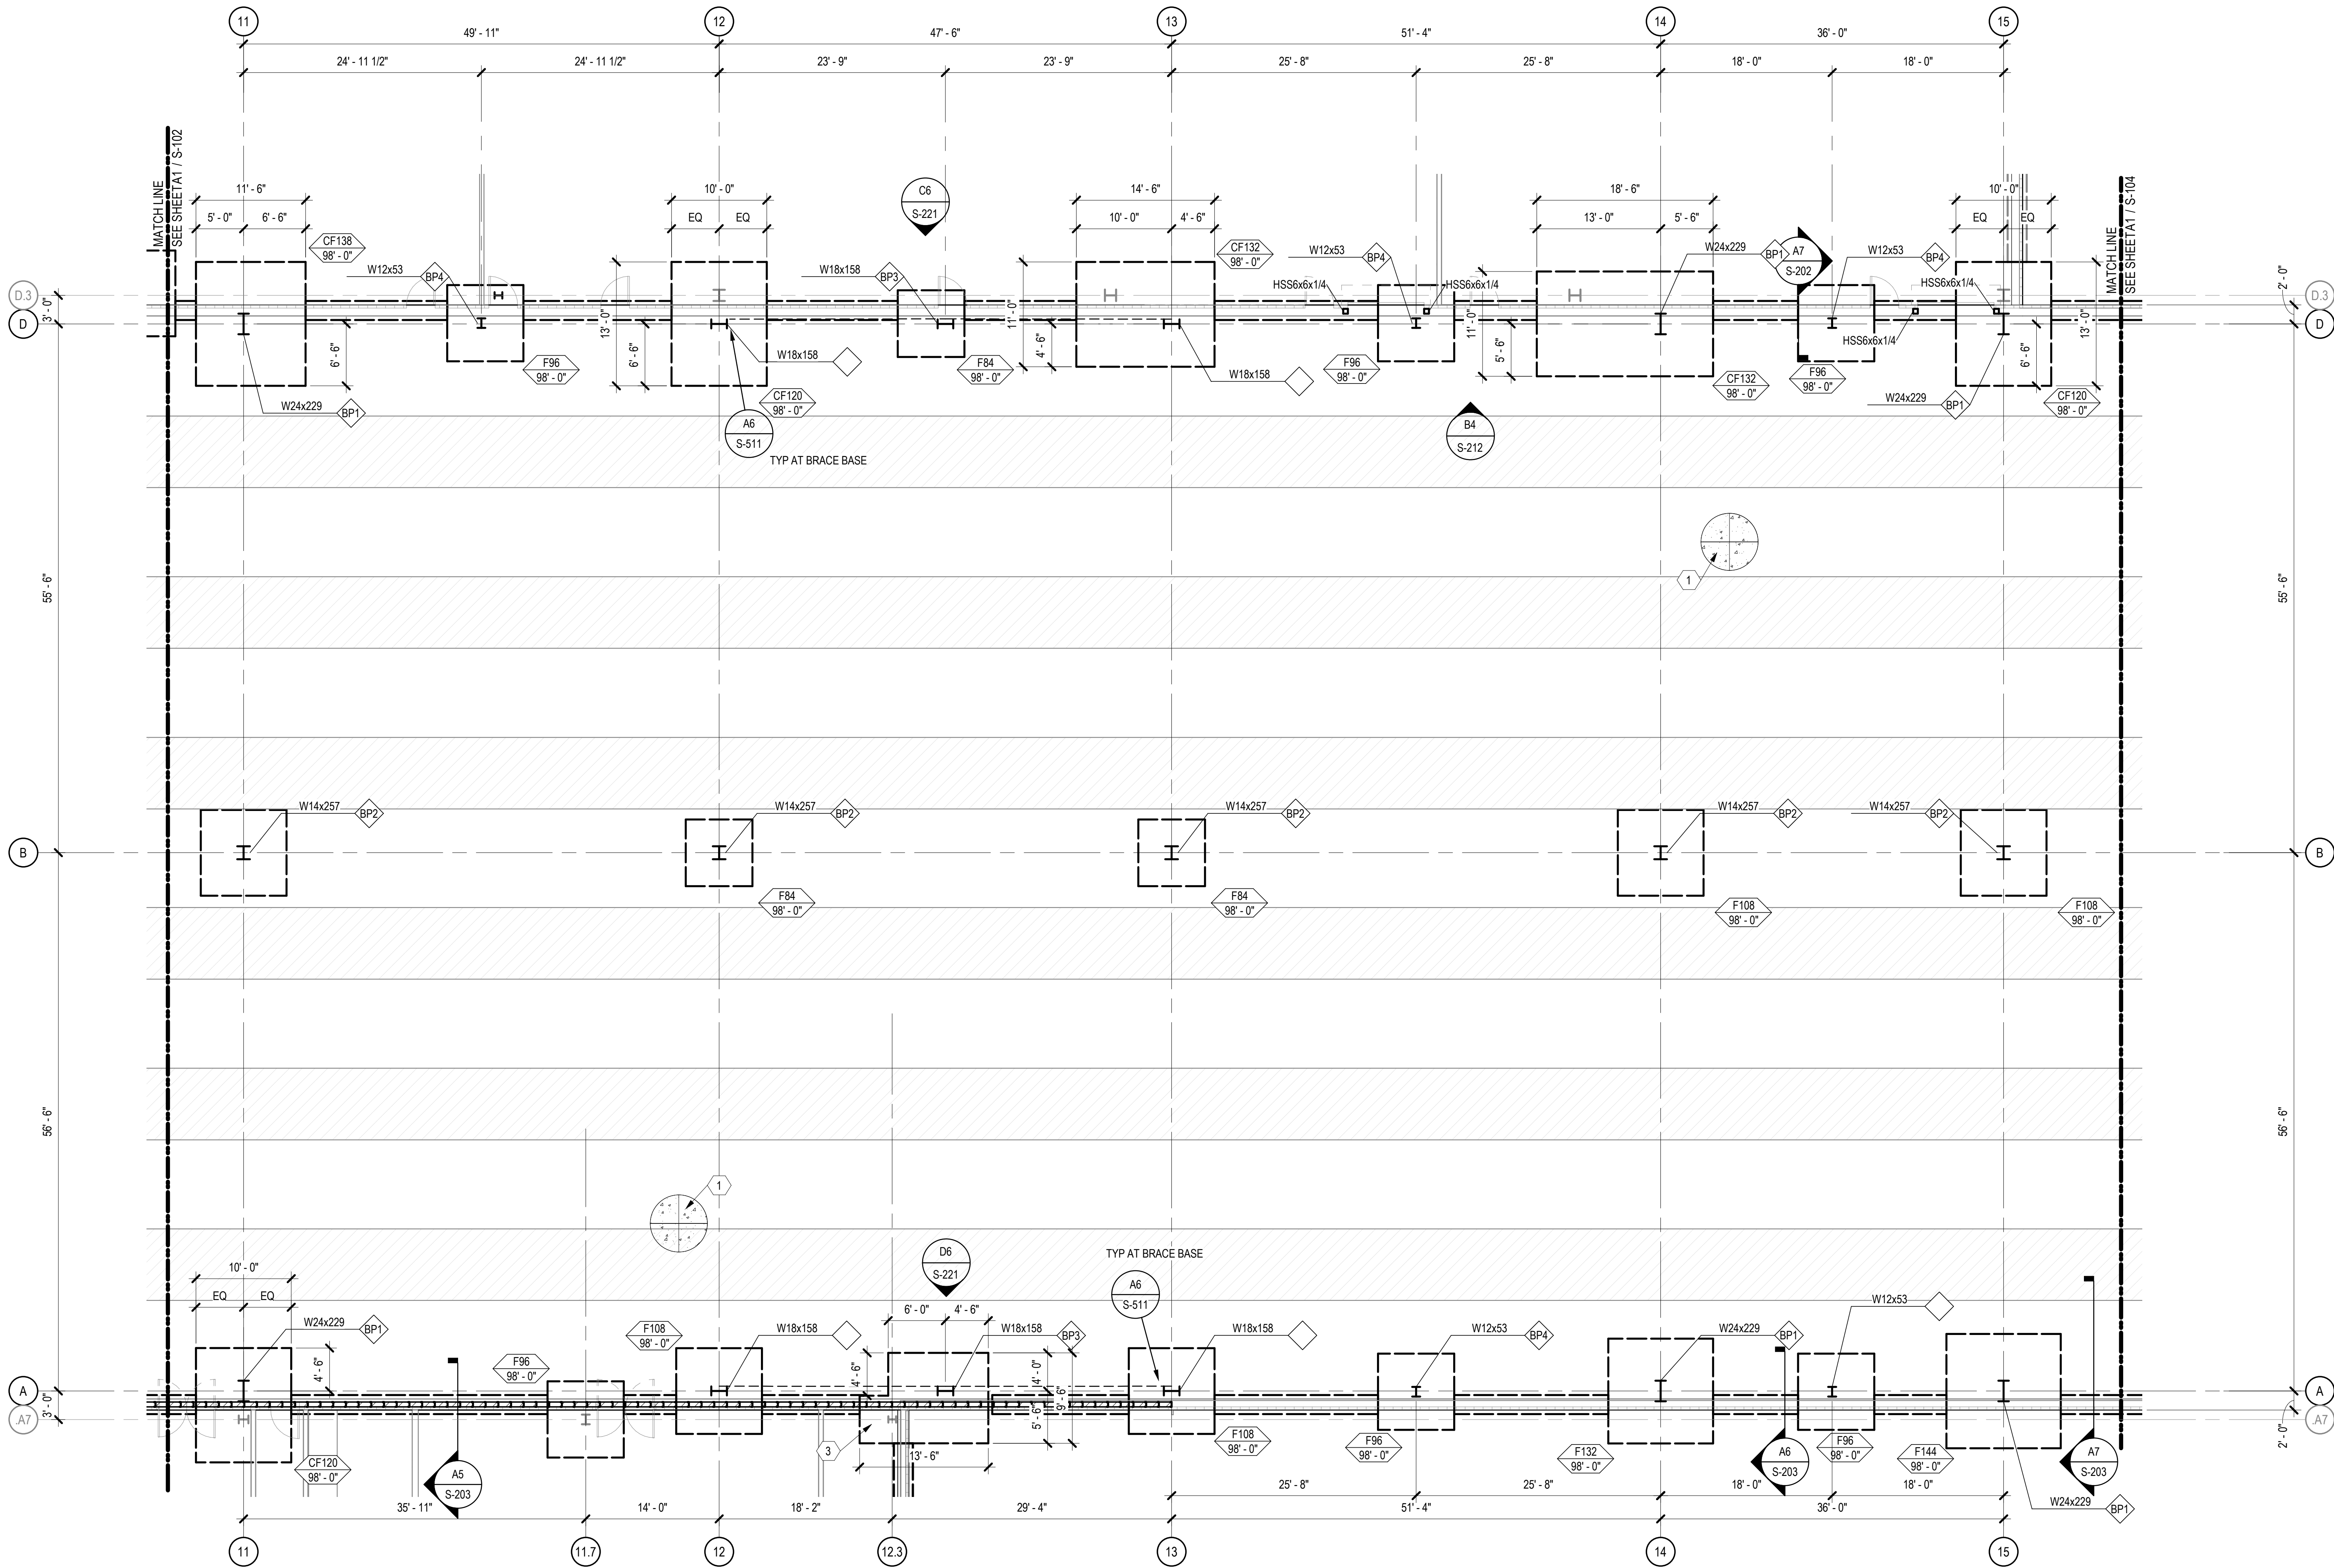 11 12 13 14 15
49' - 11" 47' - 6" 51' - 4" 36' - 0"
24' - 11 1/2" 24' - 11 1/2" 23' - 9" 23' - 9" 25' - 8" 25' - 8" 18' - 0" 18' - 0"
MATCH LINE
SEE SHEET A1 / S-102
11' - 6"
5' - 0" 6' - 6"
CF138
98' - 0"
W12x53 BP4
10' - 0"
EQ EQ
C6
S-221
W18x158 BP3
14' - 6"
10' - 0" 4' - 6"
CF132
98' - 0"
W12x53 BP4
HSS6x6x1/4
HSS6x6x1/4
18' - 6"
13' - 0" 5' - 6"
W24x229 BP1
A7
S-202
W12x53 BP4
10' - 0"
EQ EQ
HSS6x6x1/4
HSS6x6x1/4
MATCH LINE
SEE SHEET A1 / S-104
D.3
D
3' - 0"
6' - 6"
W24x229 BP1
F96
98' - 0"
13' - 0"
6' - 6"
W18x158
CF120
98' - 0"
A6
S-511
TYP AT BRACE BASE
F84
98' - 0"
11' - 0"
4' - 6"
W18x158
F96
98' - 0"
B4
S-212
11' - 0"
5' - 6"
CF132
98' - 0"
F96
98' - 0"
W24x229 BP1
6' - 6"
13' - 0"
CF120
98' - 0"
2' - 0"
D.3
D
1
55' - 6"
55' - 6"
W14x257 BP2
W14x257 BP2
W14x257 BP2
W14x257 BP2
W14x257 BP2
B
B
F84
98' - 0"
F84
98' - 0"
F108
98' - 0"
F108
98' - 0"
56' - 6"
56' - 6"
1
10' - 0"
EQ EQ
W24x229 BP1
4' - 6"
F96
98' - 0"
F108
98' - 0"
W18x158
D6
S-221
6' - 0" 4' - 6"
W18x158 BP3
4' - 6"
4' - 0"
5' - 6"
9' - 6"
13' - 6"
3
TYP AT BRACE BASE
A6
S-511
W18x158
F108
98' - 0"
W12x53 BP4
F96
98' - 0"
W24x229 BP1
F132
98' - 0"
W12x53
A6
S-203
F96
98' - 0"
F144
98' - 0"
A7
S-203
W24x229 BP1
A
.A7
3' - 0"
A
.A7
2' - 0"
CF120
98' - 0"
A5
S-203
25' - 8" 25' - 8" 18' - 0" 18' - 0"
35' - 11" 14' - 0" 18' - 2" 29' - 4" 51' - 4" 36' - 0"
11 11.7 12 12.3 13 14 15